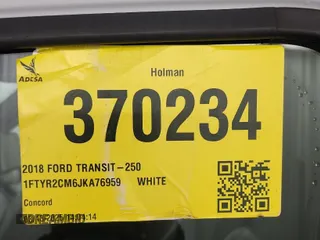 ADESA
Holman
370234
2018 FORD TRANSIT-250
1FTYR2CM6JKA76959 WHITE
Concord